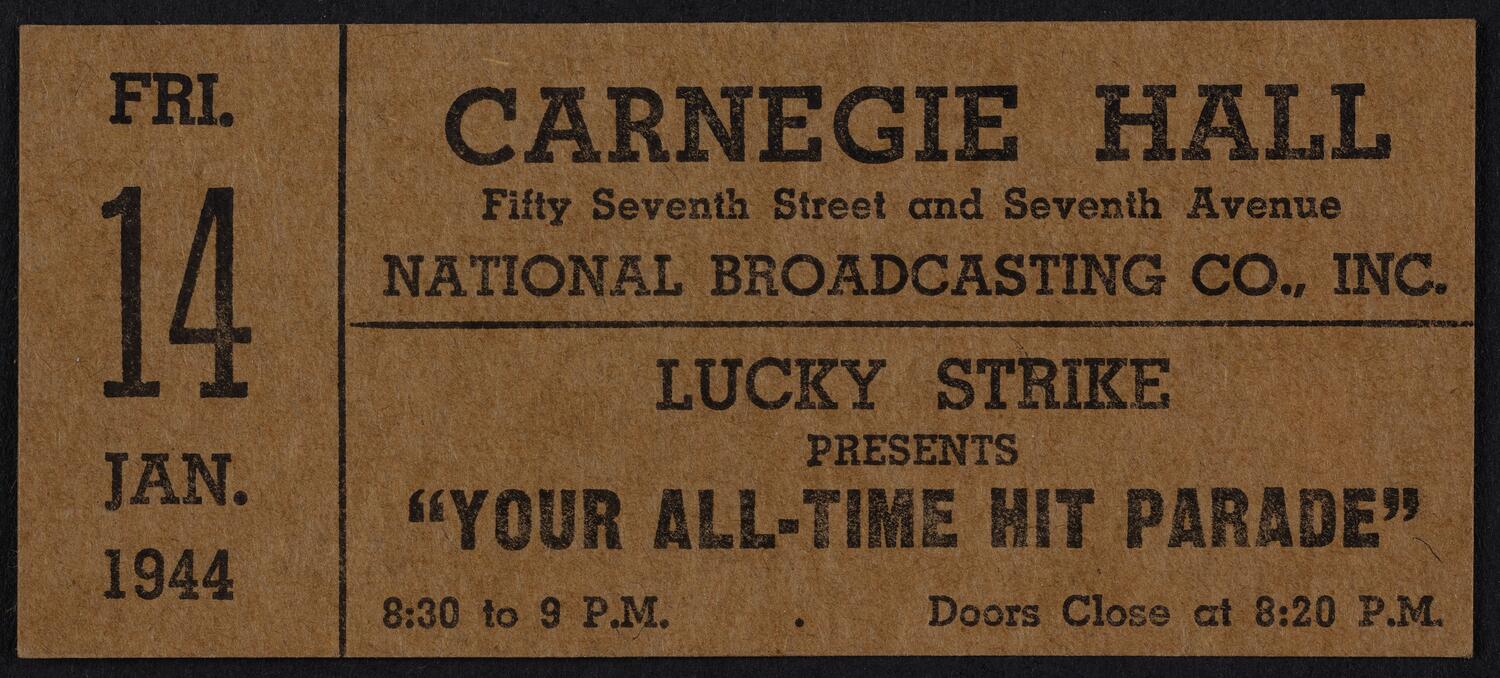 FRI.
14
JAN.
1944
CARNEGIE HALL
Fifty Seventh Street and Seventh Avenue
NATIONAL BROADCASTING CO., INC.
LUCKY STRIKE
PRESENTS
“YOUR ALL-TIME HIT PARADE”
8:30 to 9 P.M. . Doors Close at 8:20 P.M.